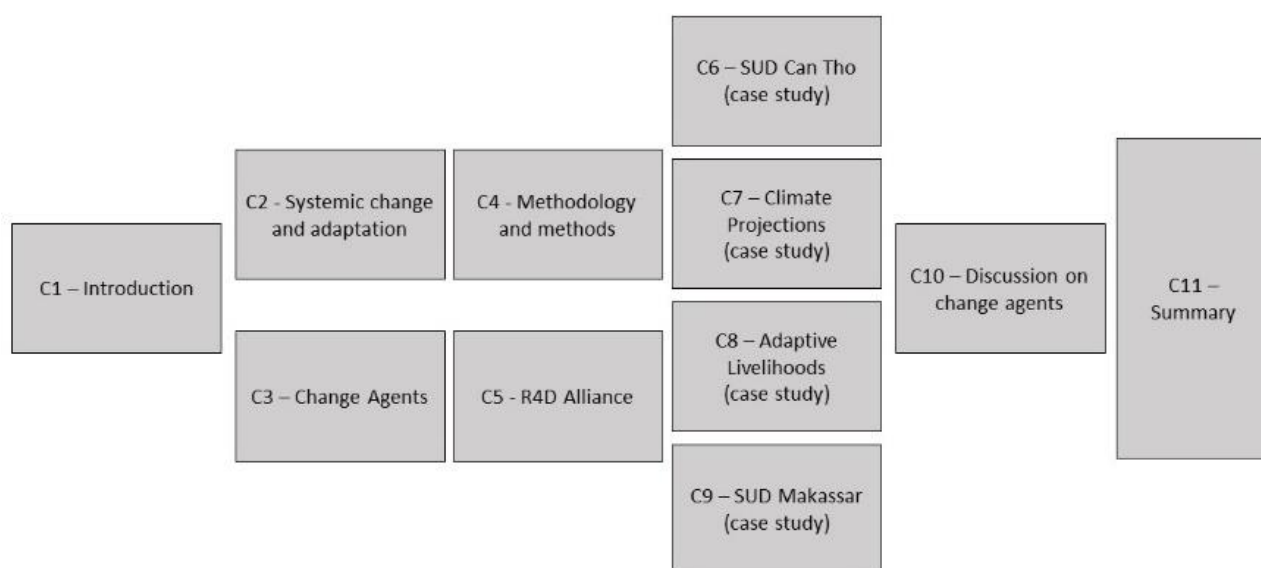 C1 – Introduction
C2 - Systemic change
and adaptation
C3 – Change Agents
C4 - Methodology
and methods
C5 - R4D Alliance
C6 – SUD Can Tho
(case study)
C7 – Climate
Projections
(case study)
C8 – Adaptive
Livelihoods
(case study)
C9 – SUD Makassar
(case study)
C10 – Discussion on
change agents
C11 –
Summary